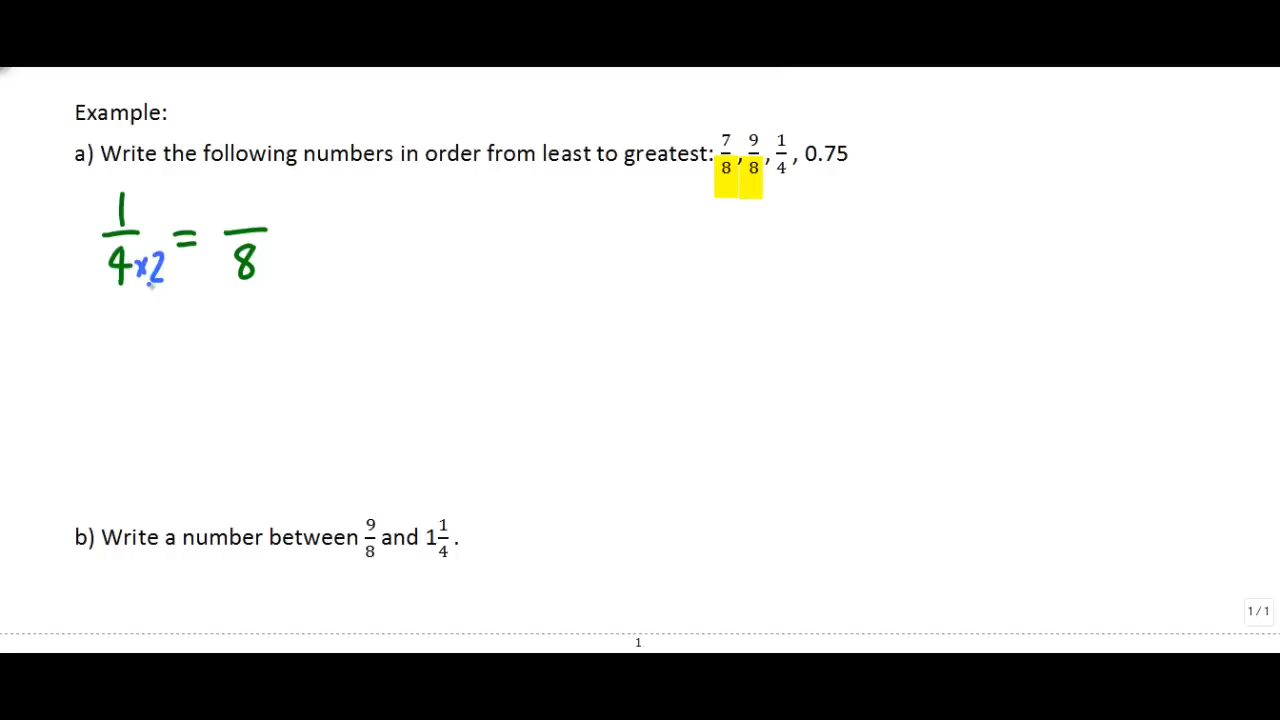 Example:
a) Write the following numbers in order from least to greatest: 7/8, 9/8, 1/4, 0.75
1/4×2 = /8
b) Write a number between 9/8 and 1 1/4.
1/1
1